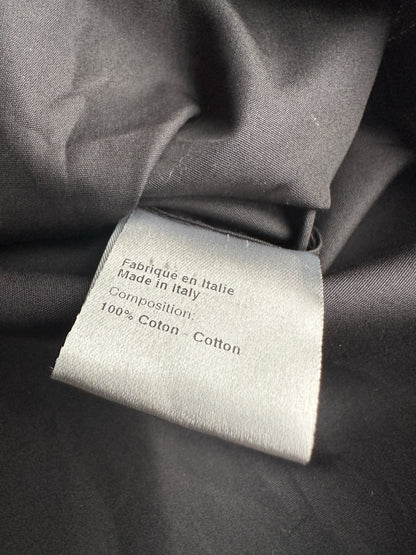 Fabriqué en Italie
Made in Italy
Composition:
100% Coton - Cotton